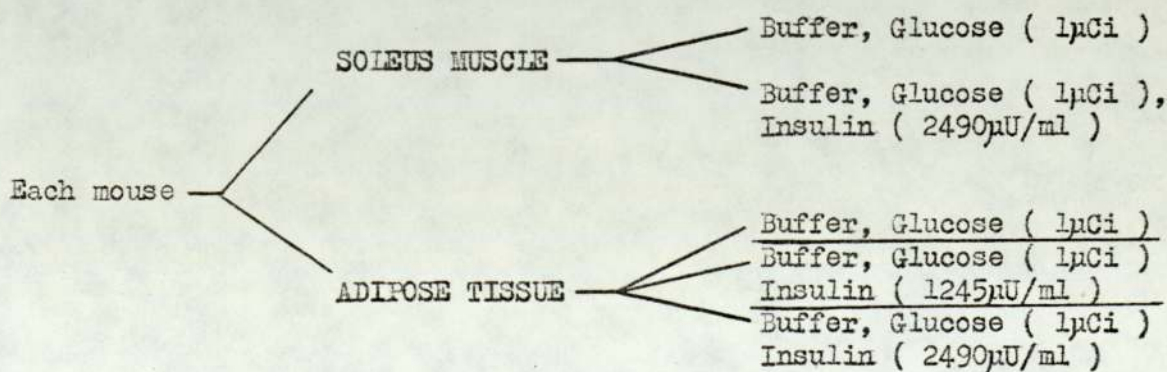 Buffer, Glucose ( 1µCi )
SOLEUS MUSCLE
Buffer, Glucose ( 1µCi ),
Insulin ( 2490µU/ml )
Each mouse
Buffer, Glucose ( 1µCi )
Buffer, Glucose ( 1µCi )
ADIPOSE TISSUE
Insulin ( 1245µU/ml )
Buffer, Glucose ( 1µCi )
Insulin ( 2490µU/ml )